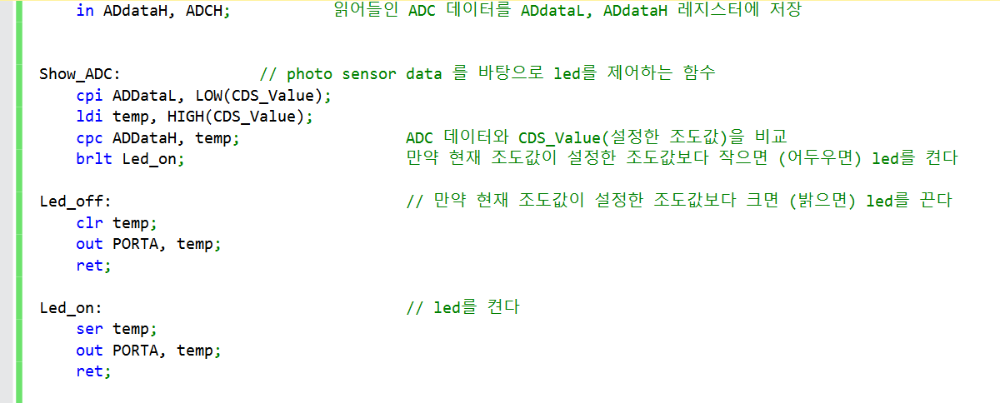 in ADdataH, ADCH; 읽어들인 ADC 데이터를 ADdataL, ADdataH 레지스터에 저장
Show_ADC: // photo sensor data 를 바탕으로 led를 제어하는 함수
cpi ADDataL, LOW(CDS_Value);
ldi temp, HIGH(CDS_Value);
cpc ADDataH, temp; ADC 데이터와 CDS_Value(설정한 조도값)을 비교
brlt Led_on; 만약 현재 조도값이 설정한 조도값보다 작으면 (어두우면) led를 켠다
Led_off: // 만약 현재 조도값이 설정한 조도값보다 크면 (밝으면) led를 끈다
clr temp;
out PORTA, temp;
ret;
Led_on: // led를 켠다
ser temp;
out PORTA, temp;
ret;